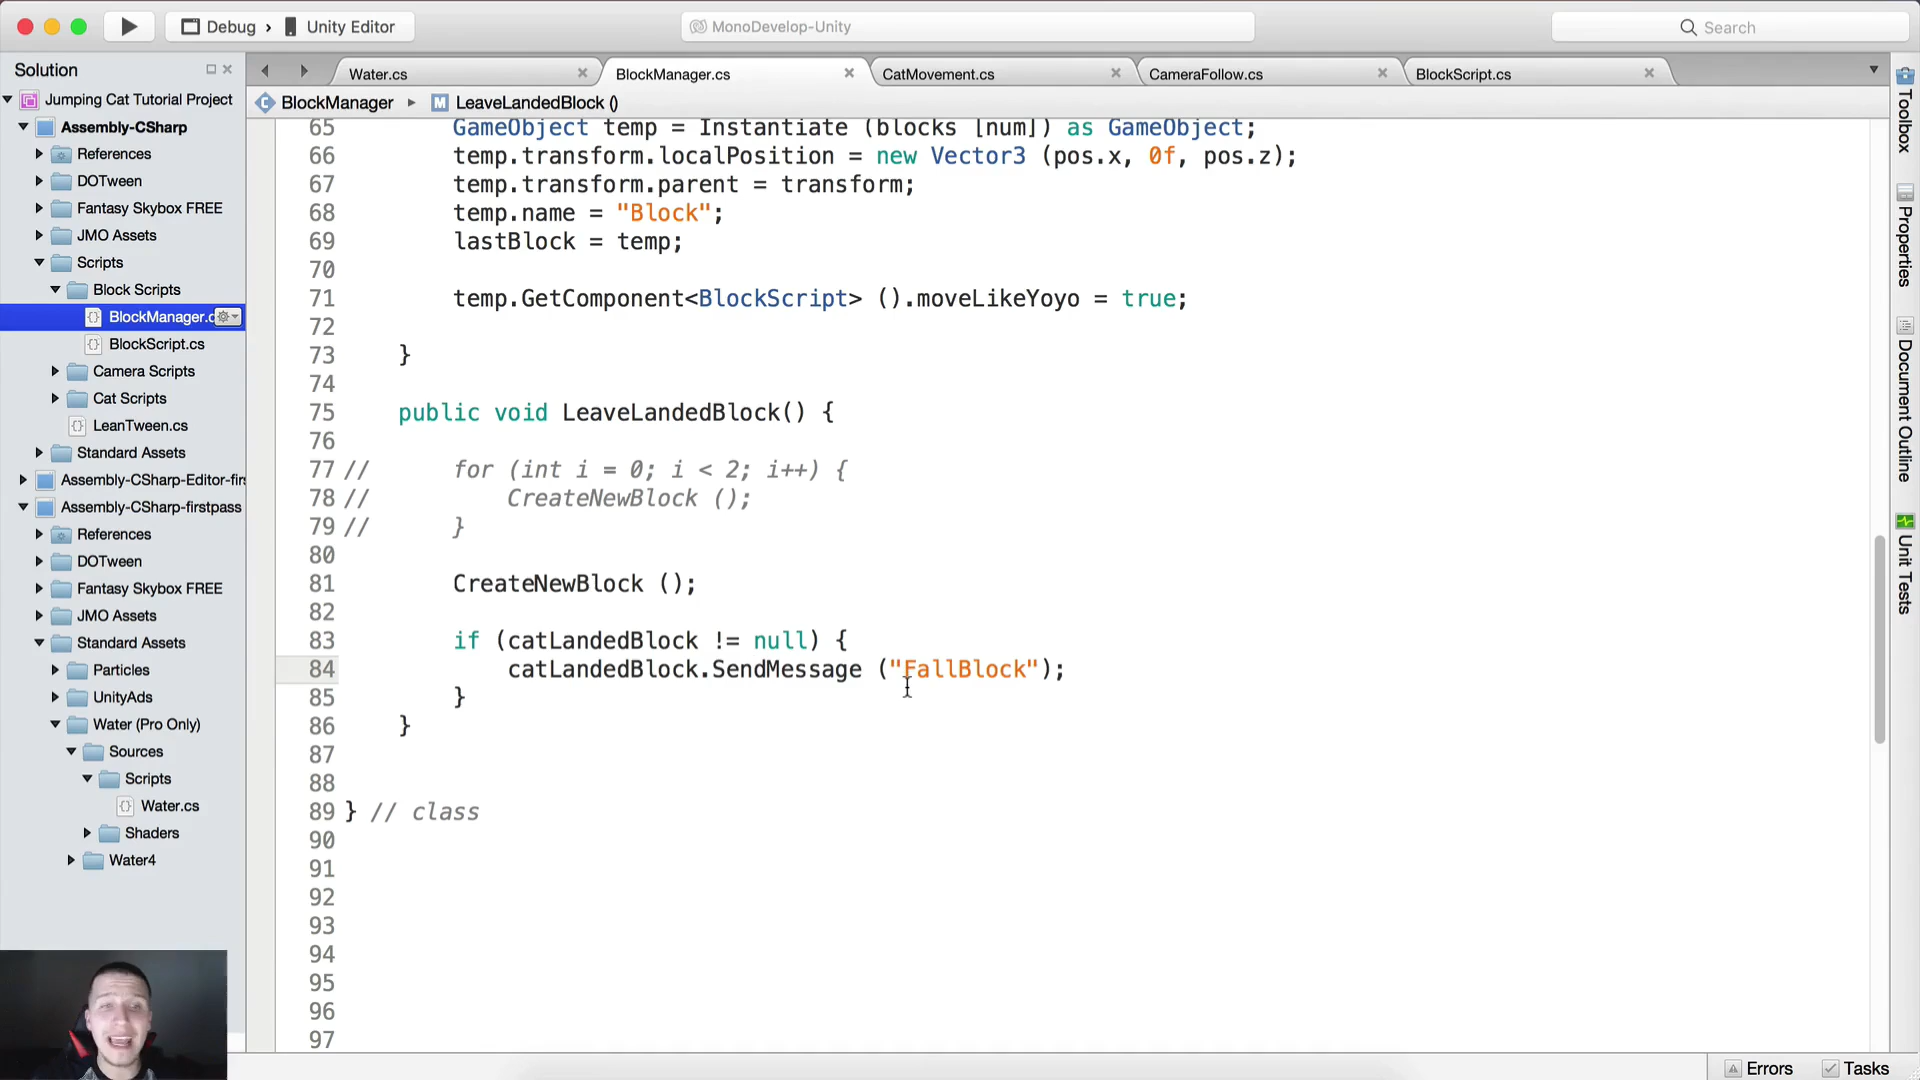 Debug › Unity Editor
MonoDevelop-Unity
Search
Solution
Jumping Cat Tutorial Project
Assembly-CSharp
References
DOTween
Fantasy Skybox FREE
JMO Assets
Scripts
Block Scripts
BlockManager.c
BlockScript.cs
Camera Scripts
Cat Scripts
LeanTween.cs
Standard Assets
Assembly-CSharp-Editor-fir
Assembly-CSharp-firstpass
References
DOTween
Fantasy Skybox FREE
JMO Assets
Standard Assets
Particles
UnityAds
Water (Pro Only)
Sources
Scripts
Water.cs
Shaders
Water4
Water.cs
BlockManager.cs
CatMovement.cs
CameraFollow.cs
BlockScript.cs
BlockManager ▸ M LeaveLandedBlock ()
65 GameObject temp = Instantiate (blocks [num]) as GameObject;
66 temp.transform.localPosition = new Vector3 (pos.x, 0f, pos.z);
67 temp.transform.parent = transform;
68 temp.name = "Block";
69 lastBlock = temp;
70
71 temp.GetComponent<BlockScript> ().moveLikeYoyo = true;
72
73 }
74
75 public void LeaveLandedBlock() {
76
77 // for (int i = 0; i < 2; i++) {
78 // CreateNewBlock ();
79 // }
80
81 CreateNewBlock ();
82
83 if (catLandedBlock != null) {
84 catLandedBlock.SendMessage ("FallBlock");
85 }
86 }
87
88
89 } // class
90
91
92
93
94
95
96
97
Toolbox
Properties
Document Outline
Unit Tests
Errors
Tasks